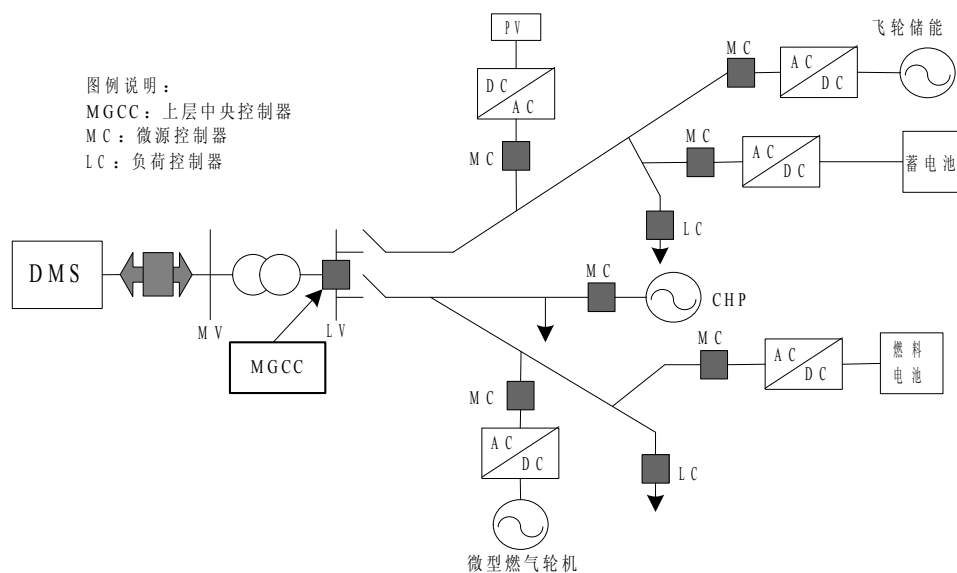 图例说明：
MGCC：上层中央控制器
MC：微源控制器
LC：负荷控制器
PV
DC
AC
MC
MC
AC
DC
飞轮储能
MC
AC
DC
蓄电池
LC
DMS
MV
LV
MGCC
MC
CHP
MC
AC
DC
燃料
电池
MC
AC
DC
LC
微型燃气轮机